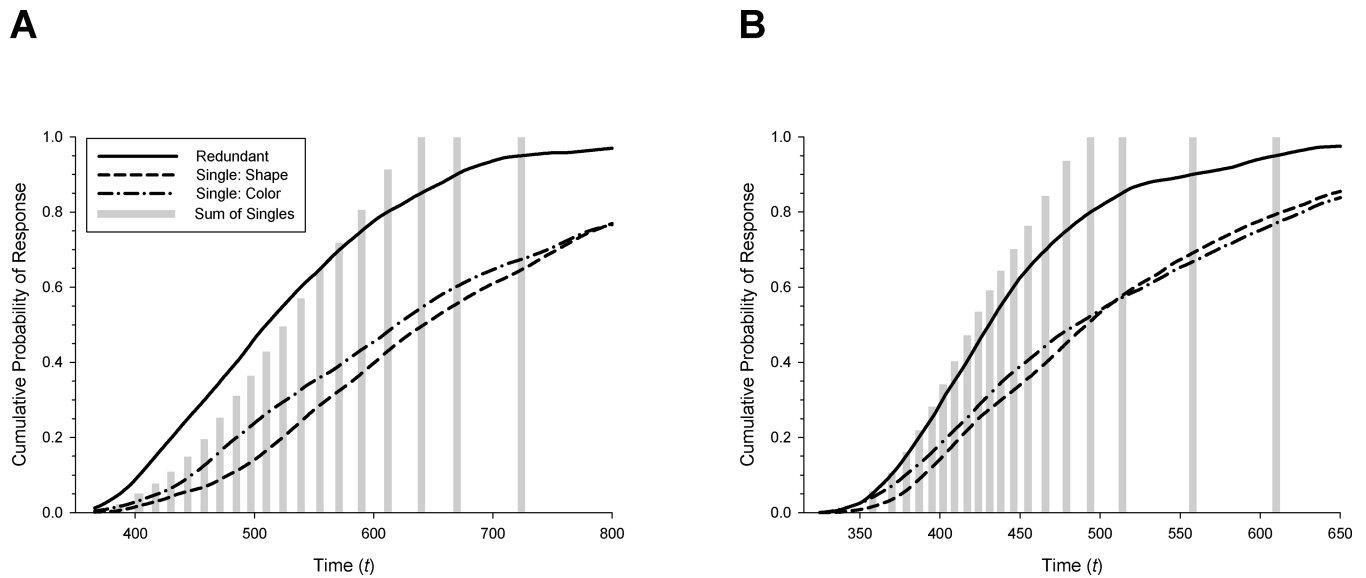 A
B
Cumulative Probability of Response
1.0
0.8
0.6
0.4
0.2
0.0
Redundant
Single: Shape
Single: Color
Sum of Singles
400
500
600
700
800
Time (t)
Cumulative Probability of Response
1.0
0.8
0.6
0.4
0.2
0.0
350
400
450
500
550
600
650
Time (t)